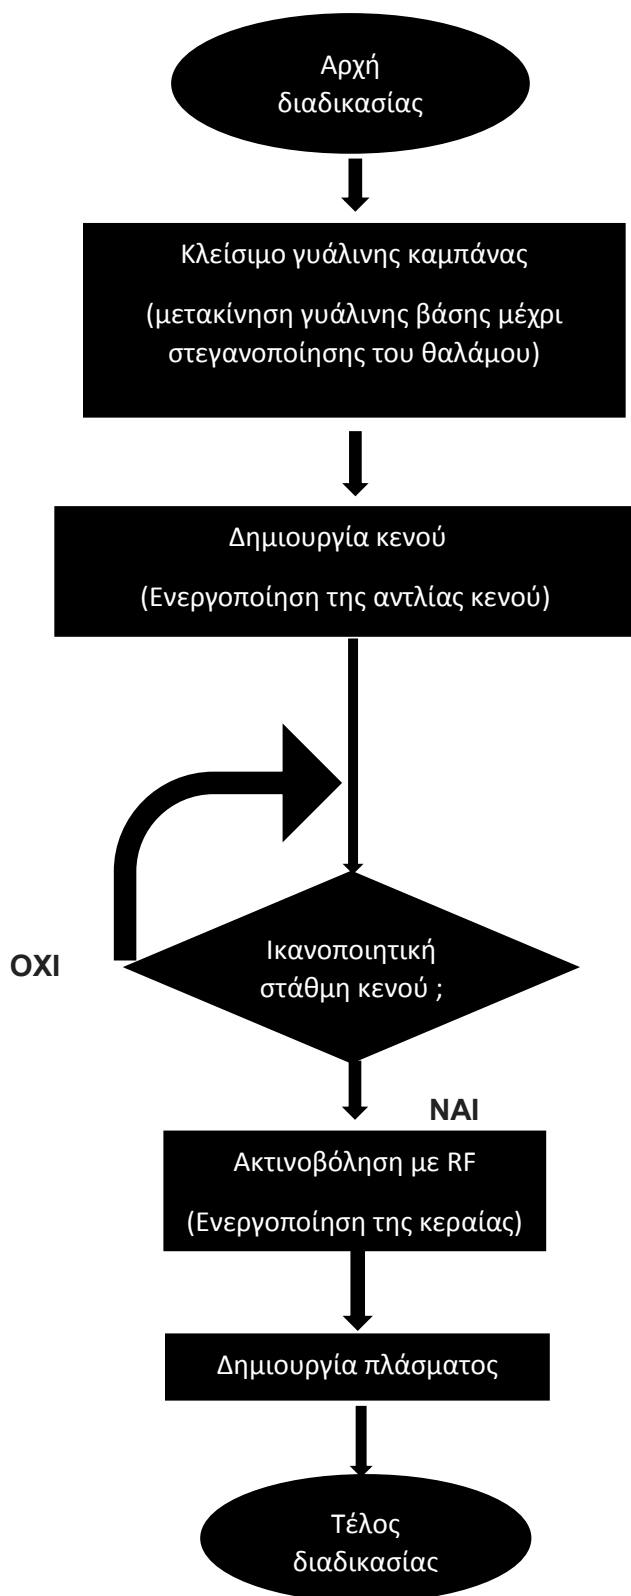 Αρχή
διαδικασίας
Κλείσιμο γυάλινης καμπάνας
(μετακίνηση γυάλινης βάσης μέχρι
στεγανοποίησης του θαλάμου)
Δημιουργία κενού
(Ενεργοποίηση της αντλίας κενού)
Ικανοποιητική
στάθμη κενού ;
ΟΧΙ
ΝΑΙ
Ακτινοβόληση με RF
(Ενεργοποίηση της κεραίας)
Δημιουργία πλάσματος
Τέλος
διαδικασίας